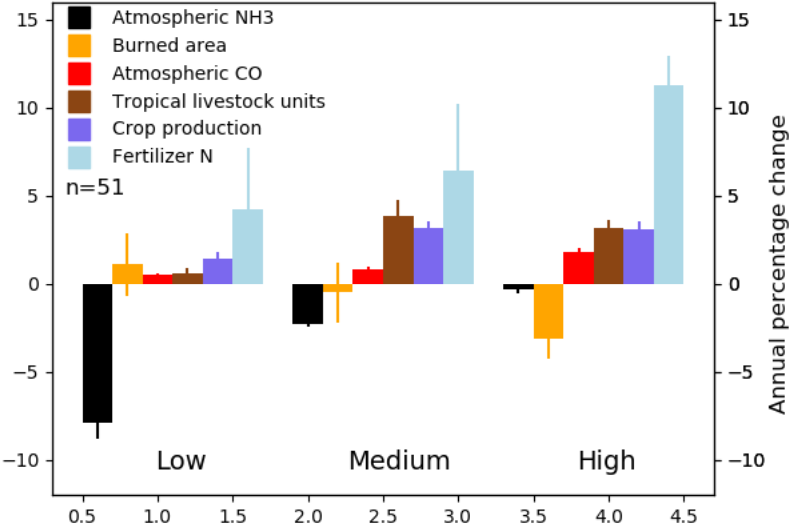 Atmospheric NH3
Burned area
Atmospheric CO
Tropical livestock units
Crop production
Fertilizer N
n=51
15
10
5
0
−5
−10
15
10
5
0
−5
−10
Annual percentage change
Low Medium High
0.5 1.0 1.5 2.0 2.5 3.0 3.5 4.0 4.5